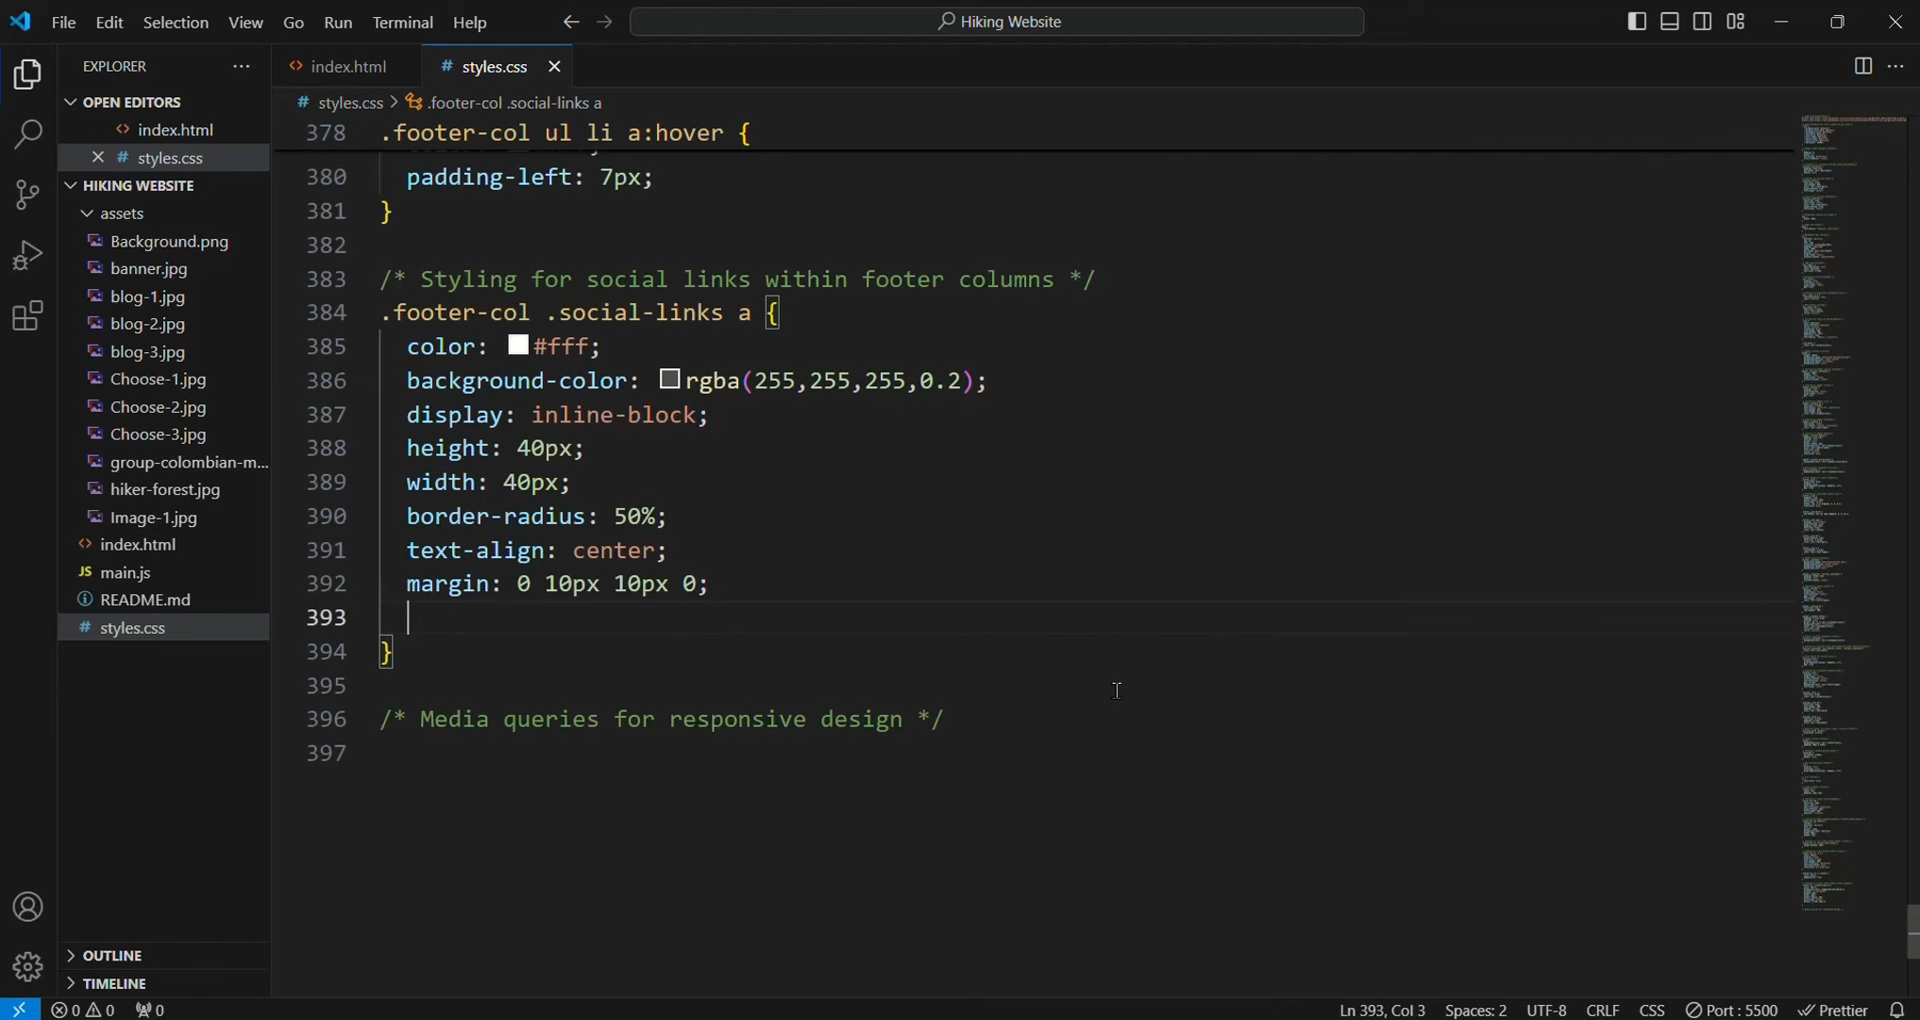 File Edit Selection View Go Run Terminal Help
Hiking Website
EXPLORER
OPEN EDITORS
index.html
styles.css
HIKING WEBSITE
assets
Background.png
banner.jpg
blog-1.jpg
blog-2.jpg
blog-3.jpg
Choose-1.jpg
Choose-2.jpg
Choose-3.jpg
group-colombian-m...
hiker-forest.jpg
Image-1.jpg
index.html
JS main.js
README.md
# styles.css
OUTLINE
TIMELINE
<> index.html # styles.css
# styles.css > .footer-col .social-links a
378 .footer-col ul li a:hover {
380 padding-left: 7px;
381 }
382
383 /* Styling for social links within footer columns */
384 .footer-col .social-links a {
385 color: #fff;
386 background-color: rgba(255,255,255,0.2);
387 display: inline-block;
388 height: 40px;
389 width: 40px;
390 border-radius: 50%;
391 text-align: center;
392 margin: 0 10px 10px 0;
393
394 }
395
396 /* Media queries for responsive design */
397
0 0 0 Ln 393, Col 3 Spaces: 2 UTF-8 CRLF CSS Port : 5500 Prettier